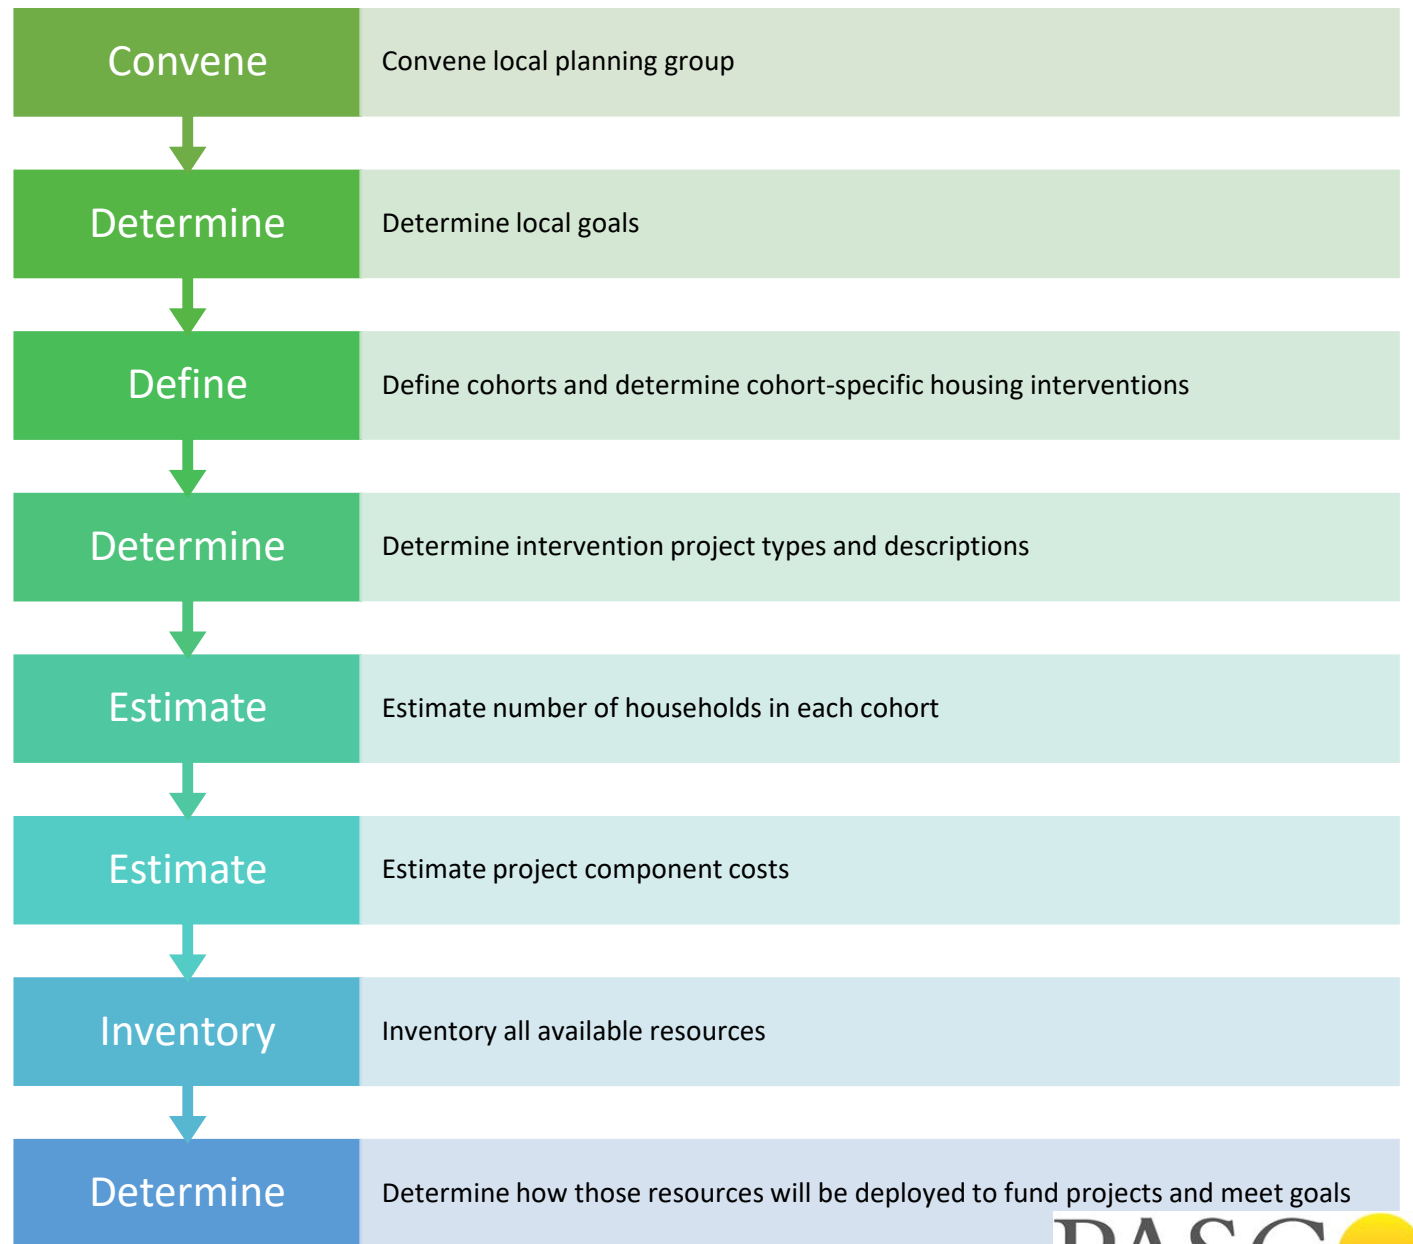 Convene
Convene local planning group
Determine
Determine local goals
Define
Define cohorts and determine cohort-specific housing interventions
Determine
Determine intervention project types and descriptions
Estimate
Estimate number of households in each cohort
Estimate
Estimate project component costs
Inventory
Inventory all available resources
Determine
Determine how those resources will be deployed to fund projects and meet goals